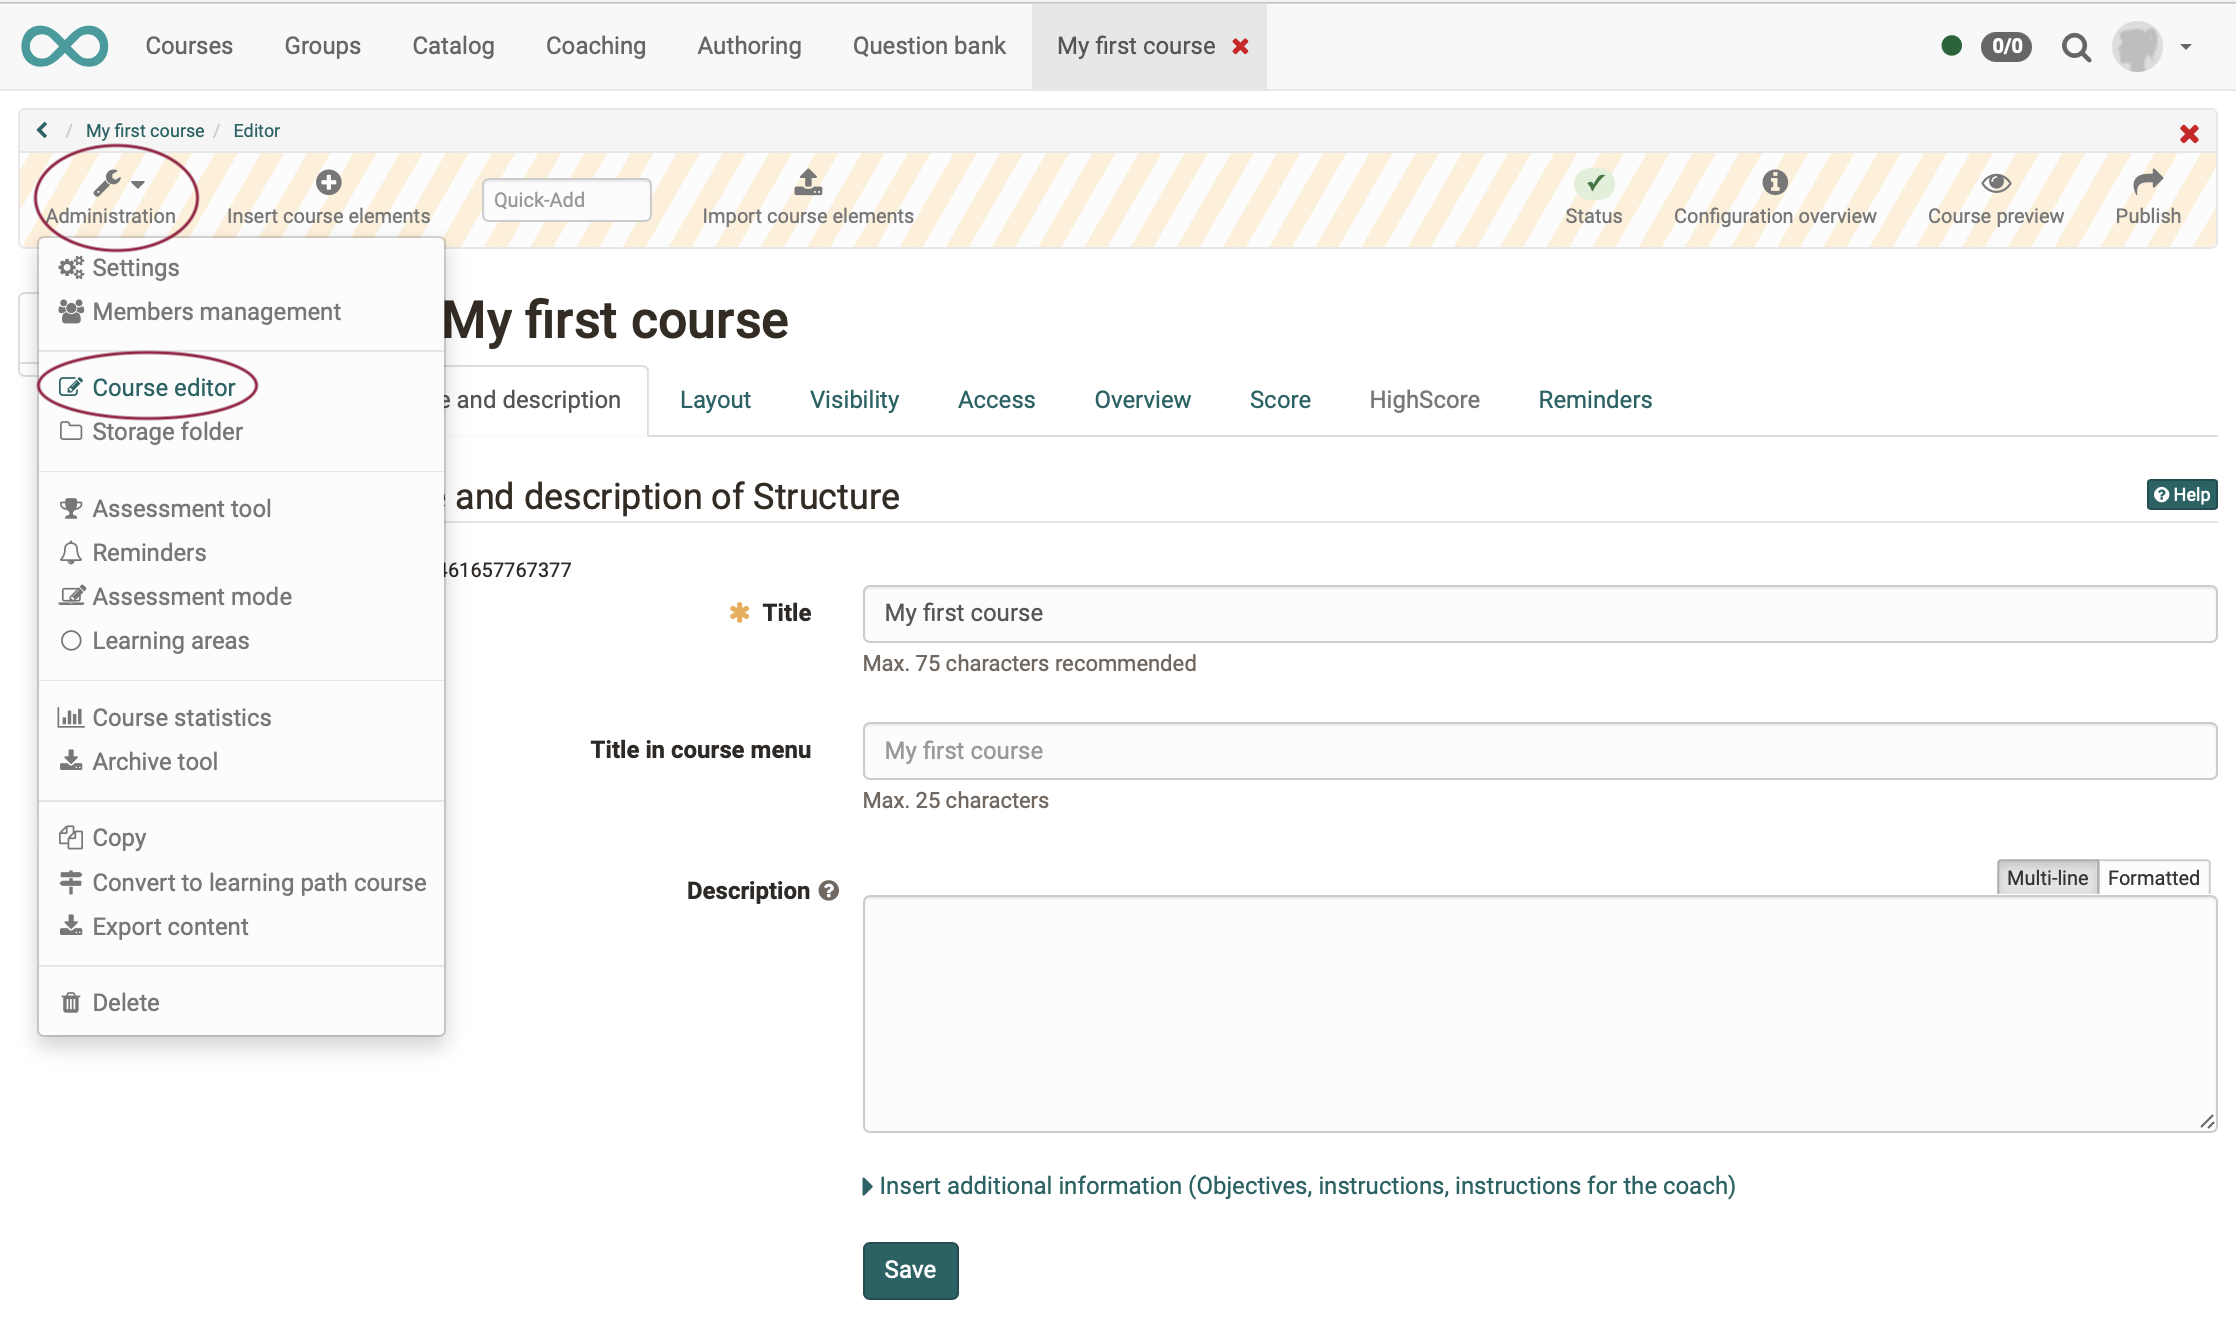 Courses Groups Catalog Coaching Authoring Question bank My first course 0/0
/ My first course / Editor
Administration Insert course elements Quick-Add Import course elements Status Configuration overview Course preview Publish
Settings
Members management
Course editor
Storage folder
Assessment tool
Reminders
Assessment mode
Learning areas
Course statistics
Archive tool
Copy
Convert to learning path course
Export content
Delete
My first course
and description Layout Visibility Access Overview Score HighScore Reminders
and description of Structure
Help
461657767377
Title My first course
Max. 75 characters recommended
Title in course menu My first course
Max. 25 characters
Description Multi-line Formatted
Insert additional information (Objectives, instructions, instructions for the coach)
Save